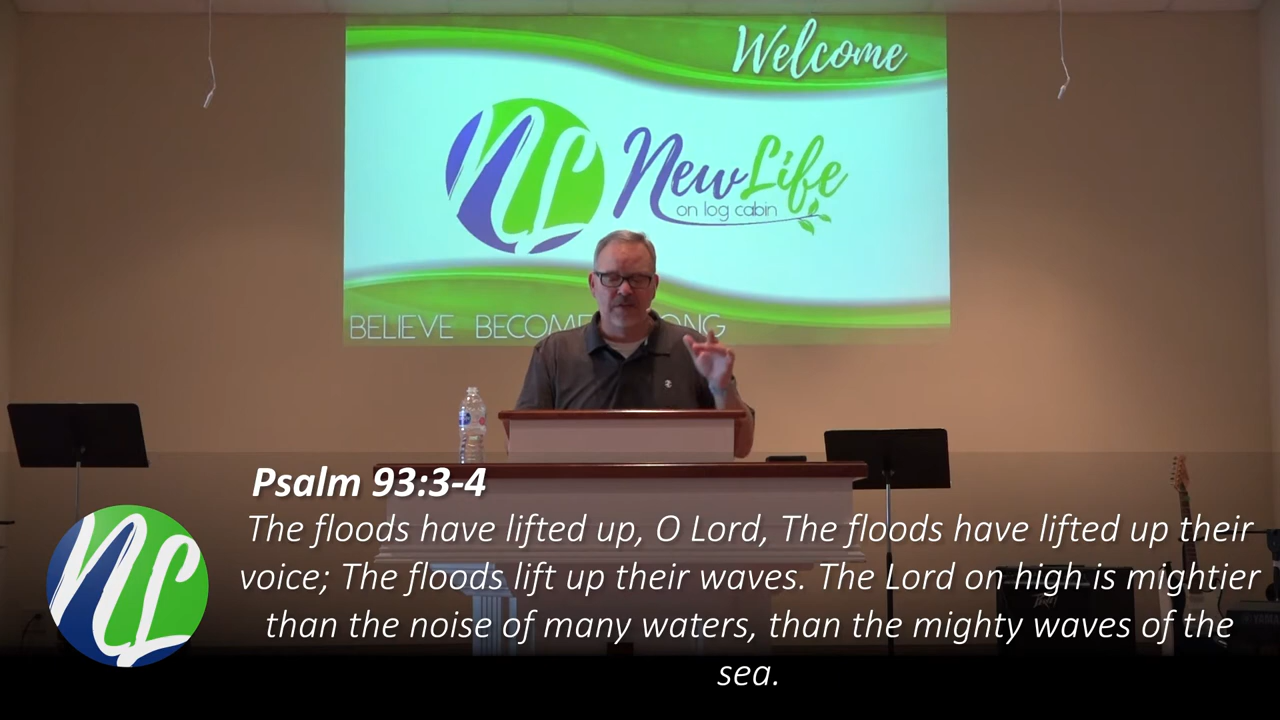 Welcome
NL
NewLife
on log cabin
BELIEVE BECOME ONG
Psalm 93:3-4
The floods have lifted up, O Lord, The floods have lifted up their
voice; The floods lift up their waves. The Lord on high is mightier
than the noise of many waters, than the mighty waves of the
sea.
NL